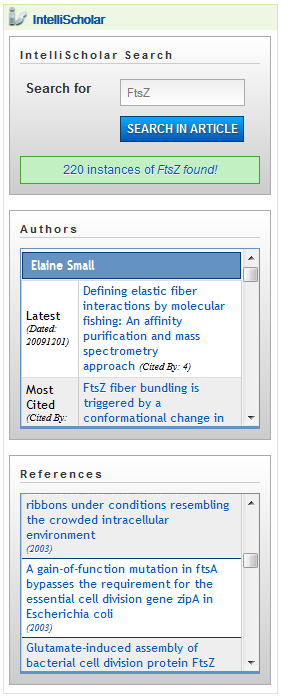 IntelliScholar
IntelliScholar Search
Search for
FtsZ
SEARCH IN ARTICLE
220 instances of FtsZ found!
Authors
Elaine Small
Latest
(Dated:
20091201)
Defining elastic fiber
interactions by molecular
fishing: An affinity
purification and mass
spectrometry
approach (Cited By: 4)
Most
Cited
(Cited By:
FtsZ fiber bundling is
triggered by a
conformational change in
References
ribbons under conditions resembling
the crowded intracellular
environment
(2003)
A gain-of-function mutation in ftsA
bypasses the requirement for the
essential cell division gene zipA in
Escherichia coli
(2003)
Glutamate-induced assembly of
bacterial cell division protein FtsZ